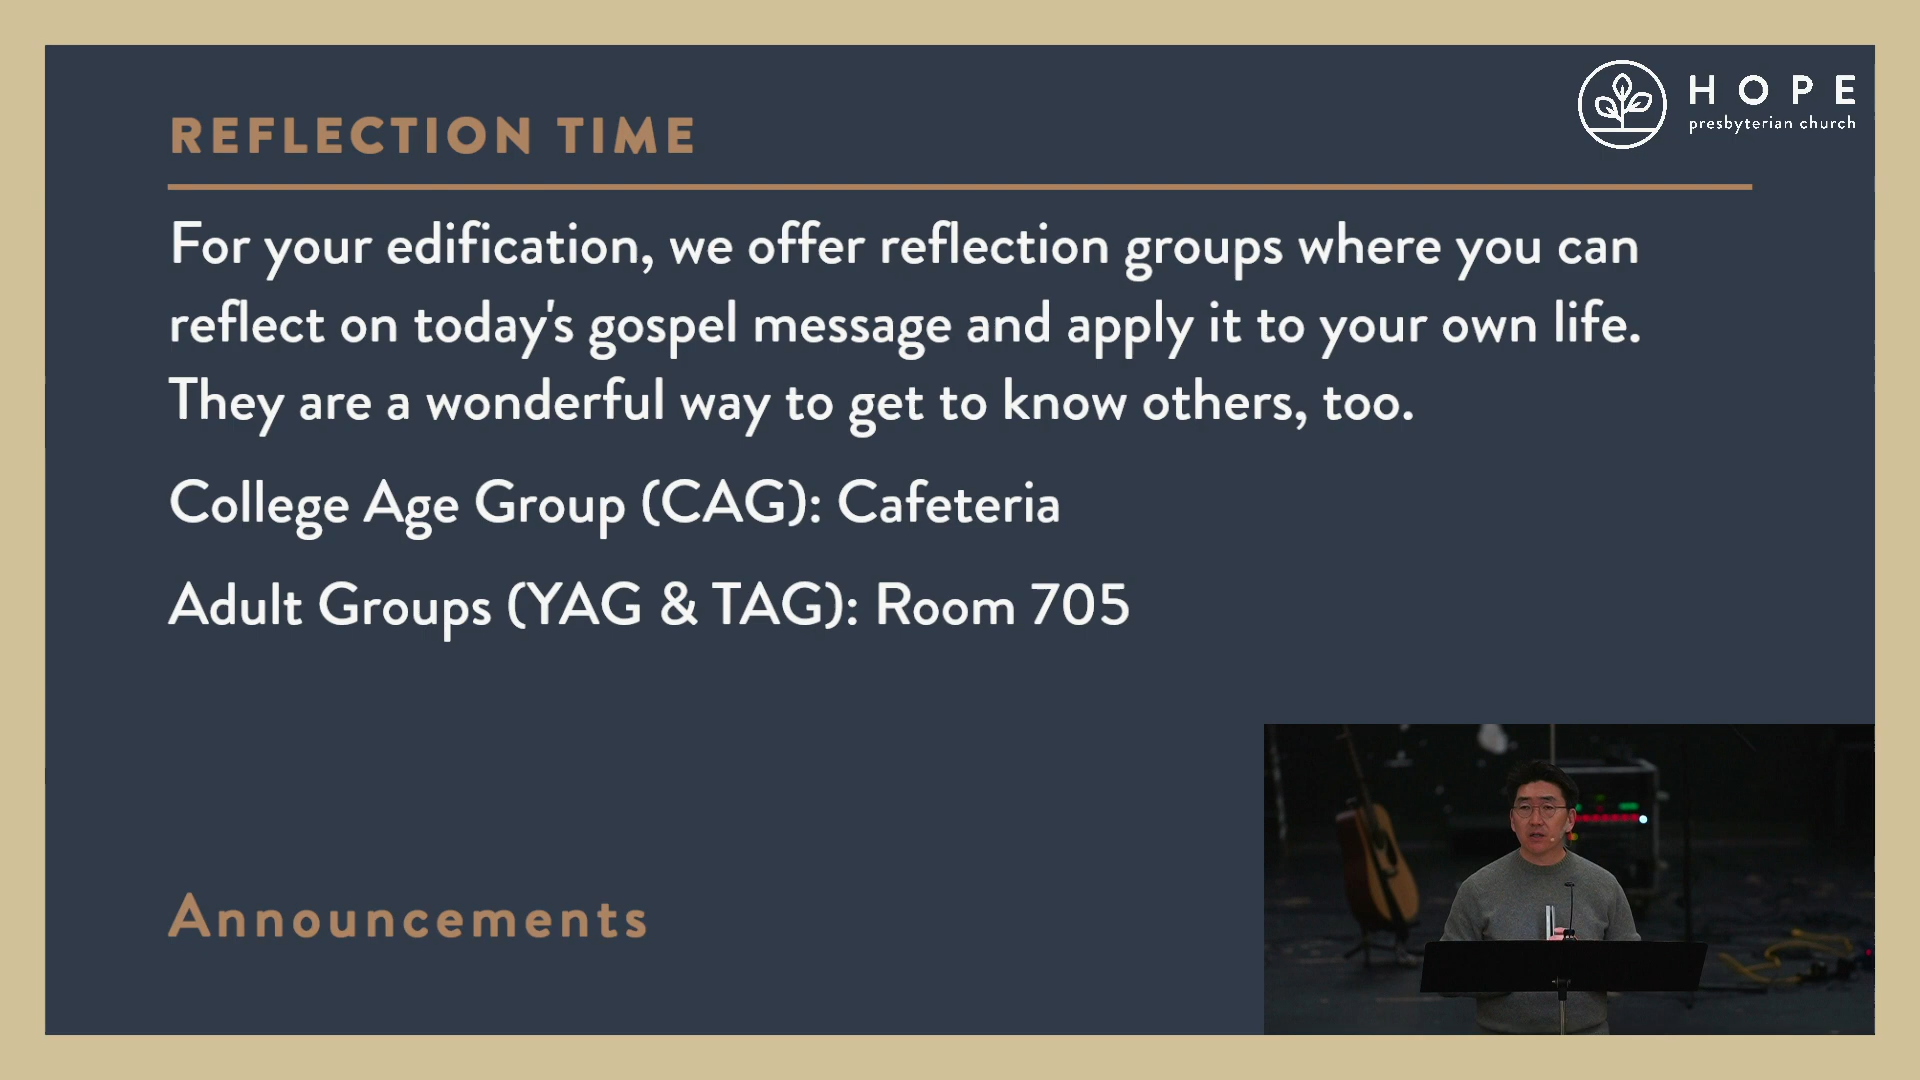 HOPE
presbyterian church
REFLECTION TIME
For your edification, we offer reflection groups where you can
reflect on today's gospel message and apply it to your own life.
They are a wonderful way to get to know others, too.
College Age Group (CAG): Cafeteria
Adult Groups (YAG & TAG): Room 705
Announcements